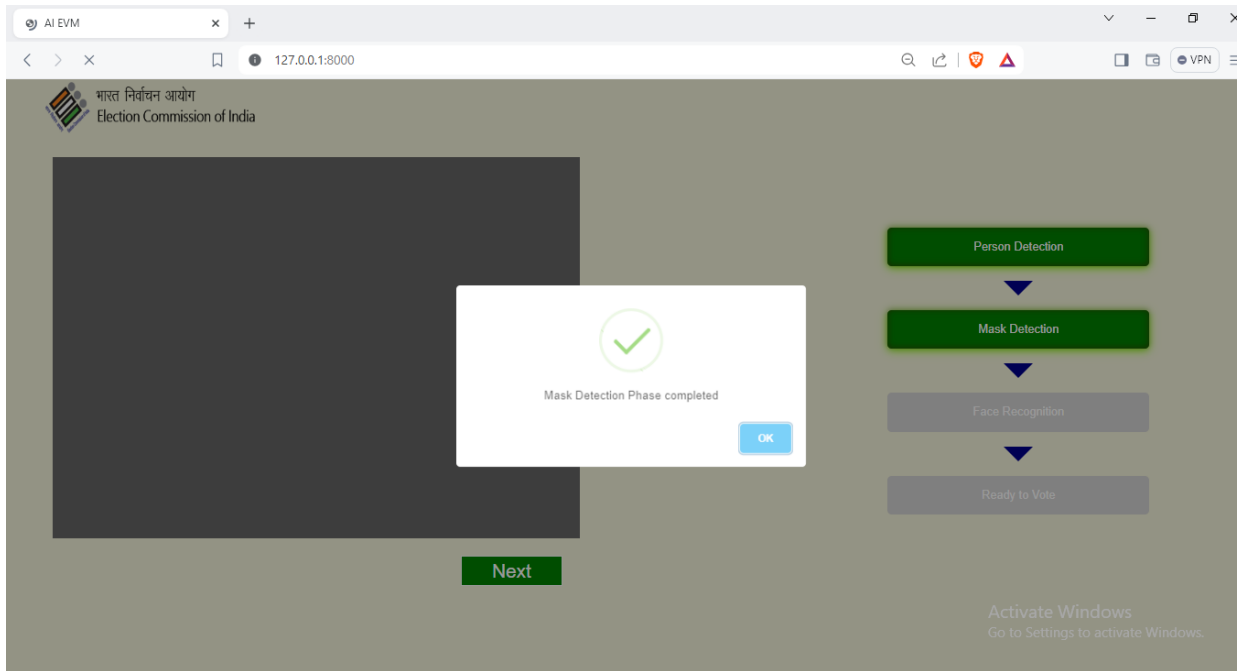 AI EVM
127.0.0.1:8000
VPN
भारत निर्वाचन आयोग
Election Commission of India
Person Detection
Mask Detection
Mask Detection Phase completed
OK
Face Recognition
Ready to Vote
Next
Activate Windows
Go to Settings to activate Windows.